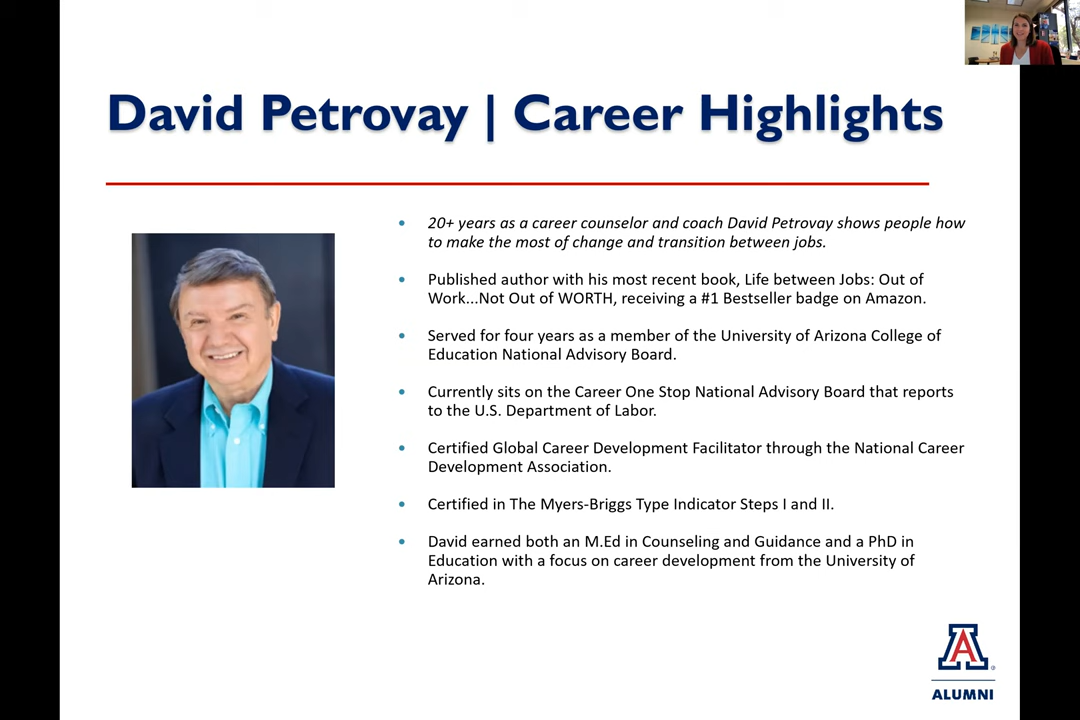 David Petrovay | Career Highlights
• 20+ years as a career counselor and coach David Petrovay shows people how
to make the most of change and transition between jobs.
• Published author with his most recent book, Life between Jobs: Out of
Work...Not Out of WORTH, receiving a #1 Bestseller badge on Amazon.
• Served for four years as a member of the University of Arizona College of
Education National Advisory Board.
• Currently sits on the Career One Stop National Advisory Board that reports
to the U.S. Department of Labor.
• Certified Global Career Development Facilitator through the National Career
Development Association.
• Certified in The Myers-Briggs Type Indicator Steps I and II.
• David earned both an M.Ed in Counseling and Guidance and a PhD in
Education with a focus on career development from the University of
Arizona.
A®
ALUMNI